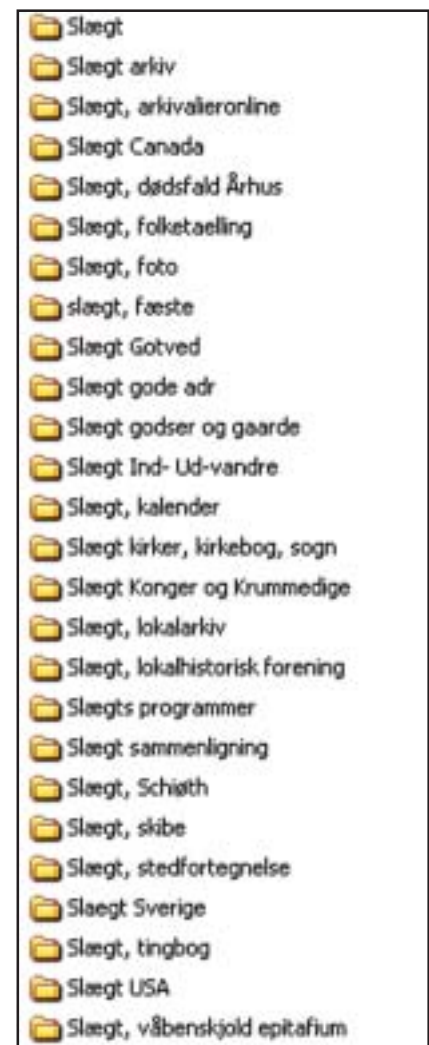 Slægt
Slægt arkiv
Slægt, arkivalieronline
Slægt Canada
Slægt, dødsfald Århus
Slægt, folketaelling
Slægt, foto
slægt, fæste
Slægt Gotved
Slægt gode adr
Slægt godser og gaarde
Slægt Ind- Ud-vandre
Slægt, kalender
Slægt kirker, kirkebog, sogn
Slægt Konger og Krummedige
Slægt, lokalarkiv
Slægt, lokalhistorisk forening
Slægts programmer
Slægt sammenligning
Slægt, Schiøth
Slægt, skibe
Slægt, stedfortegnelse
Slaegt Sverige
Slægt, tingbog
Slægt USA
Slægt, våbenskjold epitafium